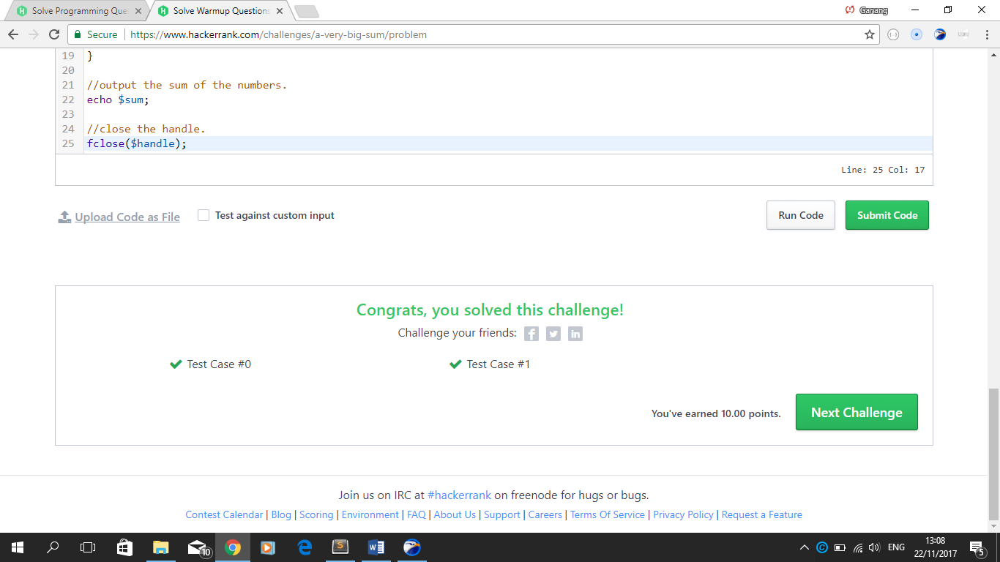 Solve Programming Que
Solve Warmup Questions
Ganang
Secure
https://www.hackerrank.com/challenges/a-very-big-sum/problem
19 }
20
21 //output the sum of the numbers.
22 echo $sum;
23
24 //close the handle.
25 fclose($handle);
Line: 25 Col: 17
Upload Code as File
Test against custom input
Run Code
Submit Code
Congrats, you solved this challenge!
Challenge your friends:
Test Case #0
Test Case #1
You've earned 10.00 points.
Next Challenge
Join us on IRC at #hackerrank on freenode for hugs or bugs.
Contest Calendar | Blog | Scoring | Environment | FAQ | About Us | Support | Careers | Terms Of Service | Privacy Policy | Request a Feature
10
ENG
13:08
22/11/2017
5